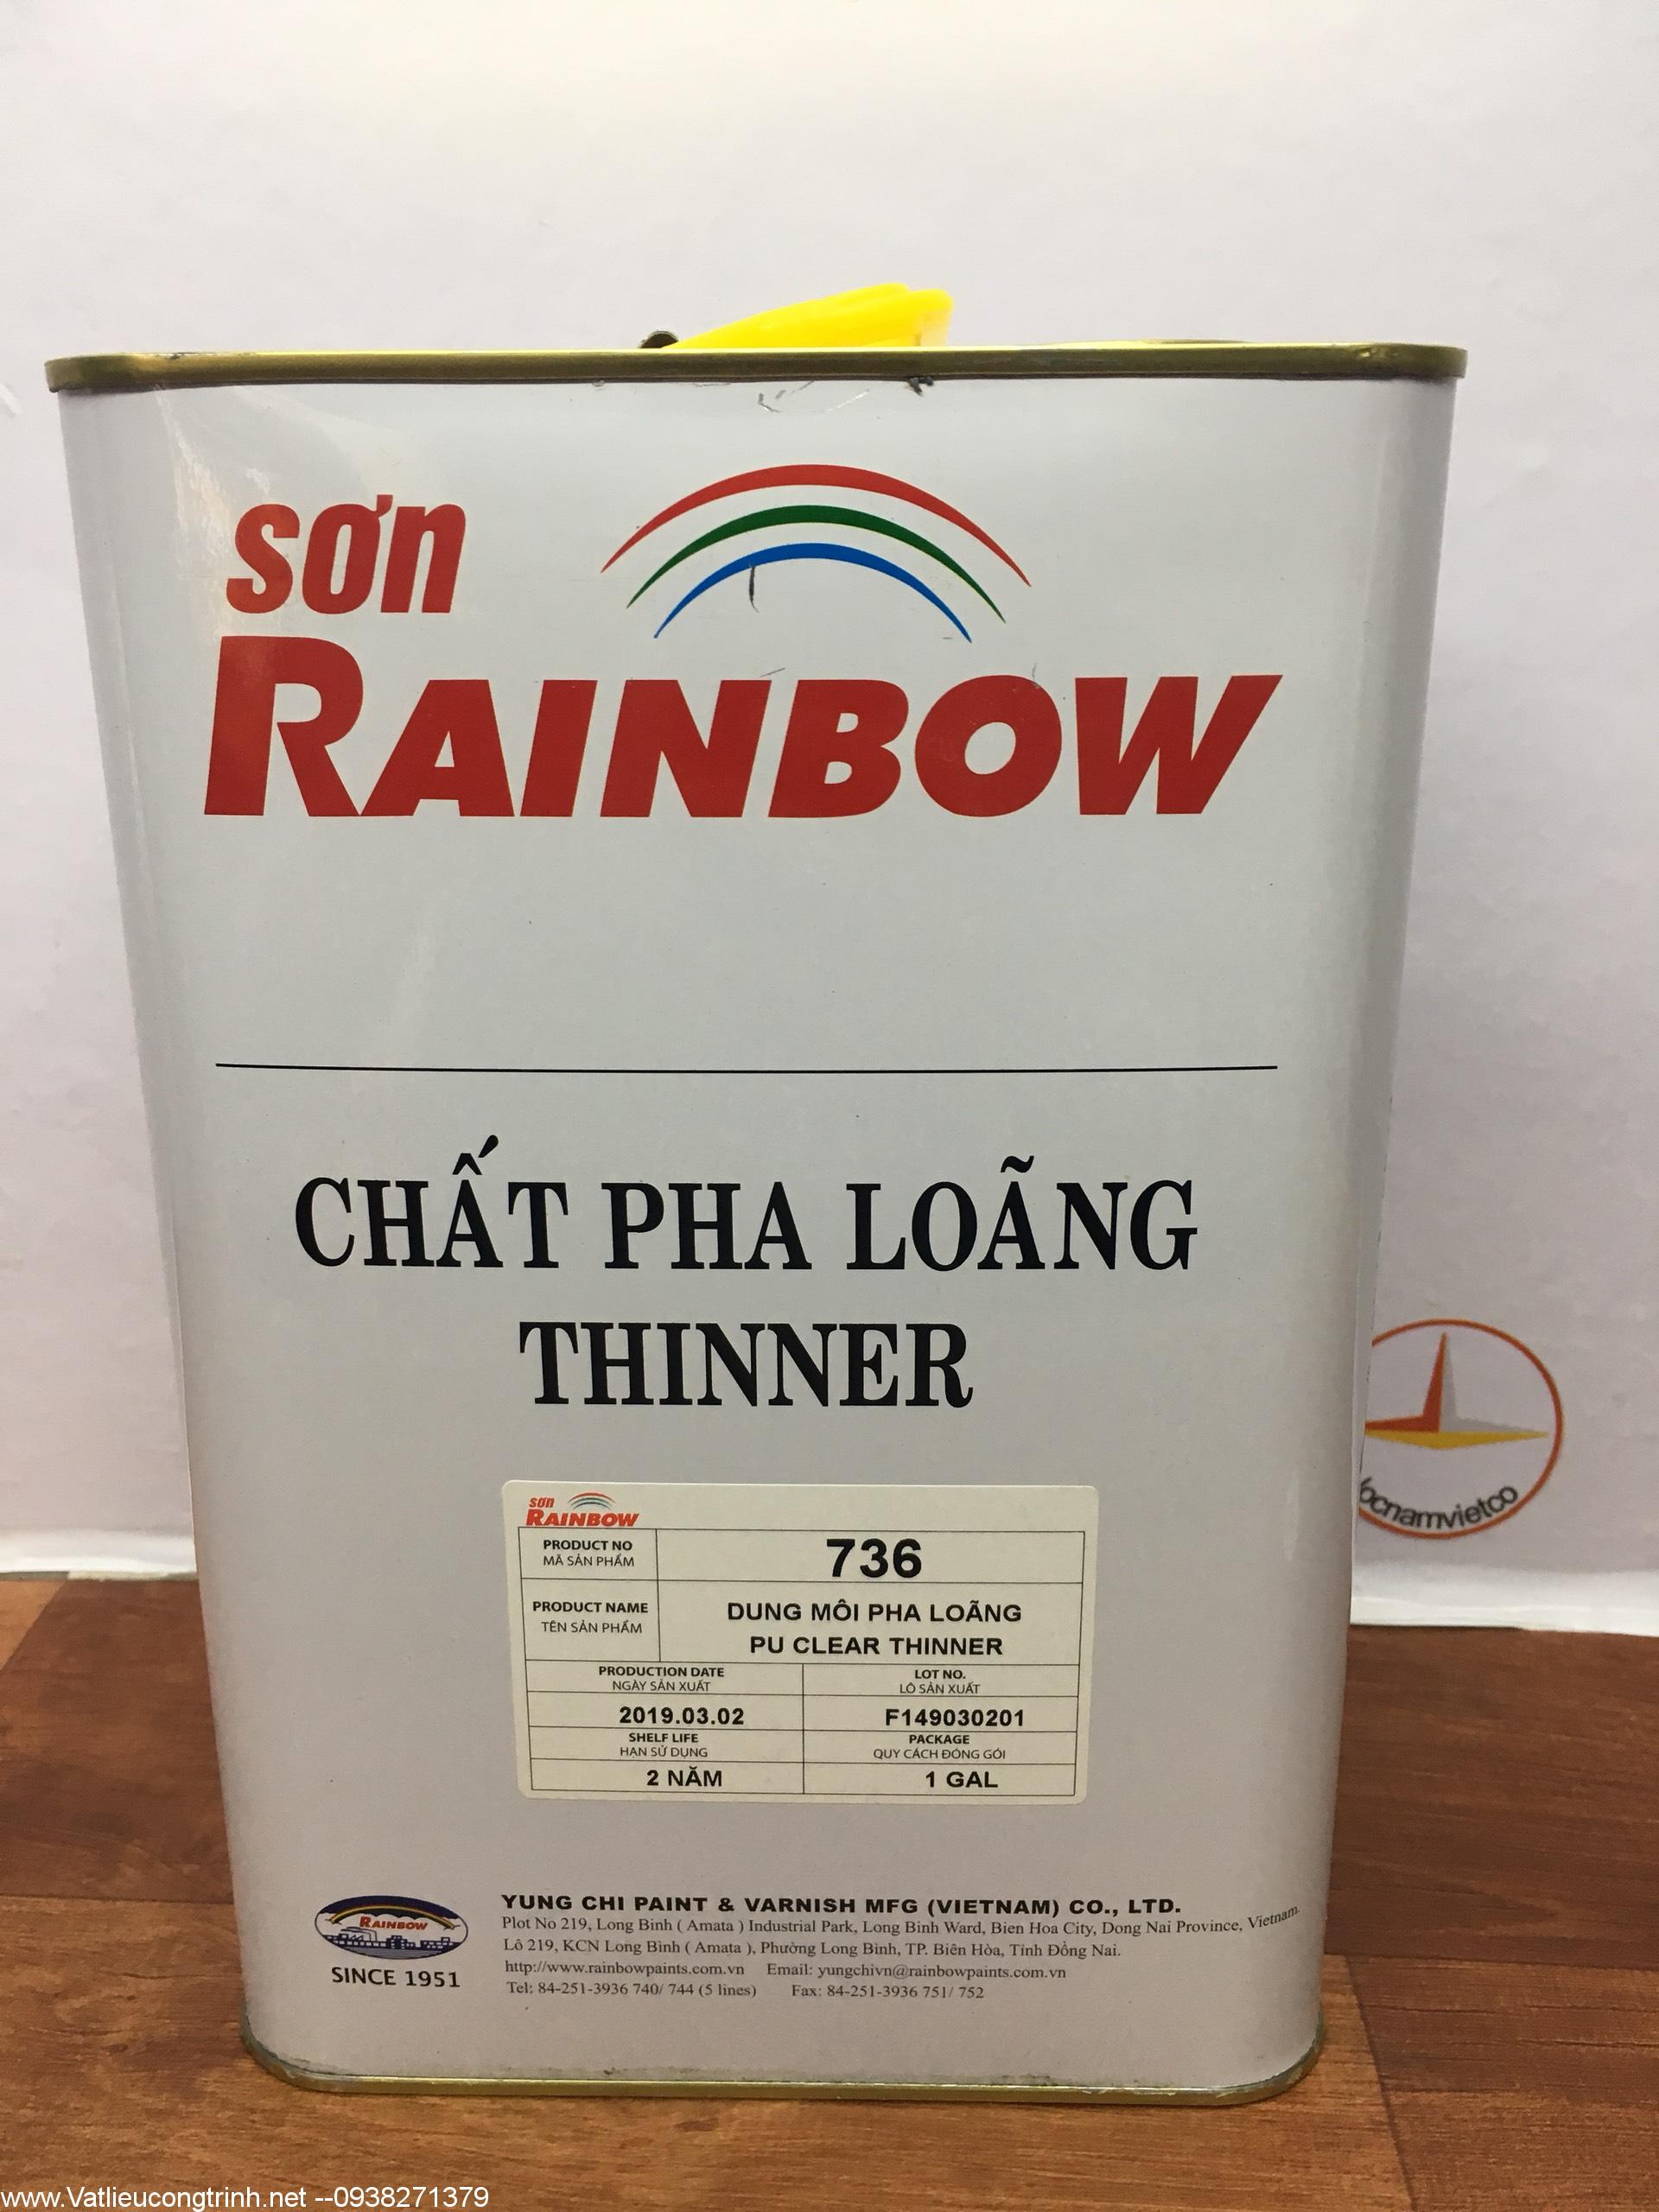 sơn
RAINBOW
CHẤT PHA LOÃNG
THINNER
sơn
RAINBOW
PRODUCT NO
MÃ SẢN PHẨM
736
PRODUCT NAME
TÊN SẢN PHẨM
DUNG MÔI PHA LOÃNG
PU CLEAR THINNER
PRODUCTION DATE
NGÀY SẢN XUẤT
LOT NO.
LÔ SẢN XUẤT
2019.03.02
F149030201
SHELF LIFE
HẠN SỬ DỤNG
PACKAGE
QUY CÁCH ĐÓNG GÓI
2 NĂM
1 GAL
RAINBOW
SINCE 1951
YUNG CHI PAINT & VARNISH MFG (VIETNAM) CO., LTD.
Plot No 219, Long Binh ( Amata ) Industrial Park, Long Binh Ward, Bien Hoa City, Dong Nai Province, Vietnam.
Lô 219, KCN Long Bình ( Amata ), Phường Long Bình, TP. Biên Hòa, Tỉnh Đồng Nai.
http://www.rainbowpaints.com.vn Email: yungchivn@rainbowpaints.com.vn
Tel: 84-251-3936 740/ 744 (5 lines) Fax: 84-251-3936 751/ 752
ocnamvietco
www.Vatlieucongtrinh.net --0938271379